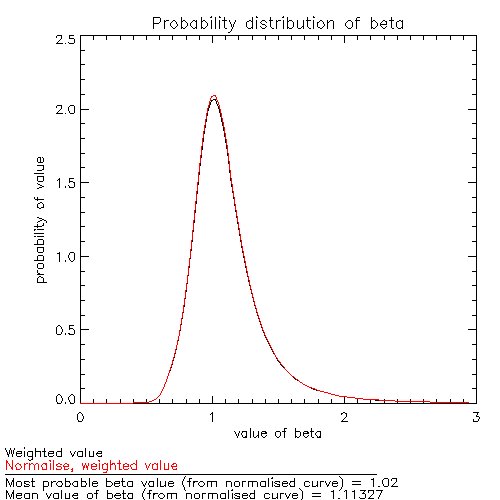 Probability distribution of beta
2.5
2.0
1.5
1.0
0.5
0.0
probability of value
0
1
2
3
value of beta
Weighted value
Normailse, weighted value
Most probable beta value (from normalised curve) = 1.02
Mean value of beta (from normalised curve) = 1.11327